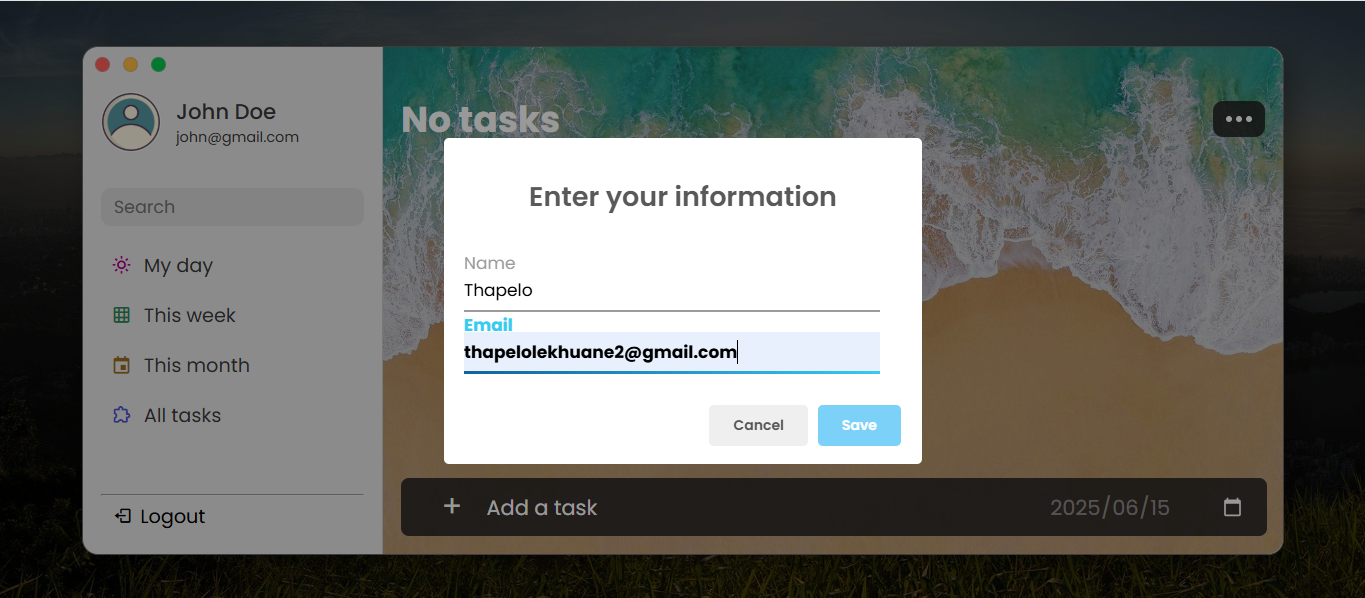 John Doe
john@gmail.com
Search
My day
This week
This month
All tasks
Logout
No tasks
Enter your information
Name
Thapelo
Email
thapelolekhuane2@gmail.com
Cancel
Save
Add a task
2025/06/15